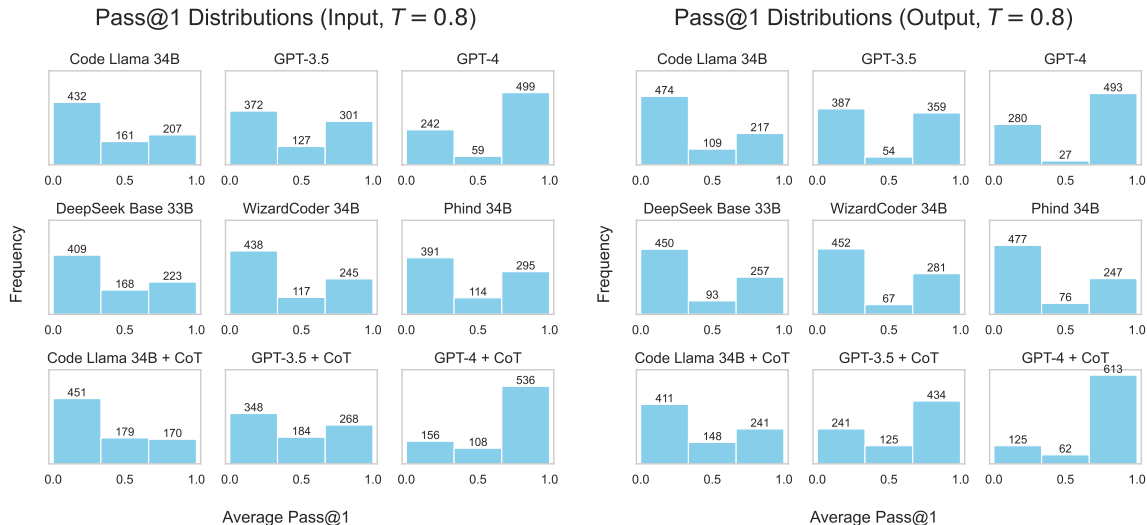 Pass@1 Distributions (Input, T = 0.8)
Code Llama 34B GPT-3.5 GPT-4
432 161 207 372 127 301 242 59 499
0.0 0.5 1.0 0.0 0.5 1.0 0.0 0.5 1.0
DeepSeek Base 33B WizardCoder 34B Phind 34B
409 168 223 438 117 245 391 114 295
0.0 0.5 1.0 0.0 0.5 1.0 0.0 0.5 1.0
Code Llama 34B + CoT GPT-3.5 + CoT GPT-4 + CoT
451 179 170 348 184 268 156 108 536
0.0 0.5 1.0 0.0 0.5 1.0 0.0 0.5 1.0
Frequency
Average Pass@1
Pass@1 Distributions (Output, T = 0.8)
Code Llama 34B GPT-3.5 GPT-4
474 109 217 387 54 359 280 27 493
0.0 0.5 1.0 0.0 0.5 1.0 0.0 0.5 1.0
DeepSeek Base 33B WizardCoder 34B Phind 34B
450 93 257 452 67 281 477 76 247
0.0 0.5 1.0 0.0 0.5 1.0 0.0 0.5 1.0
Code Llama 34B + CoT GPT-3.5 + CoT GPT-4 + CoT
411 148 241 241 125 434 125 62 613
0.0 0.5 1.0 0.0 0.5 1.0 0.0 0.5 1.0
Frequency
Average Pass@1